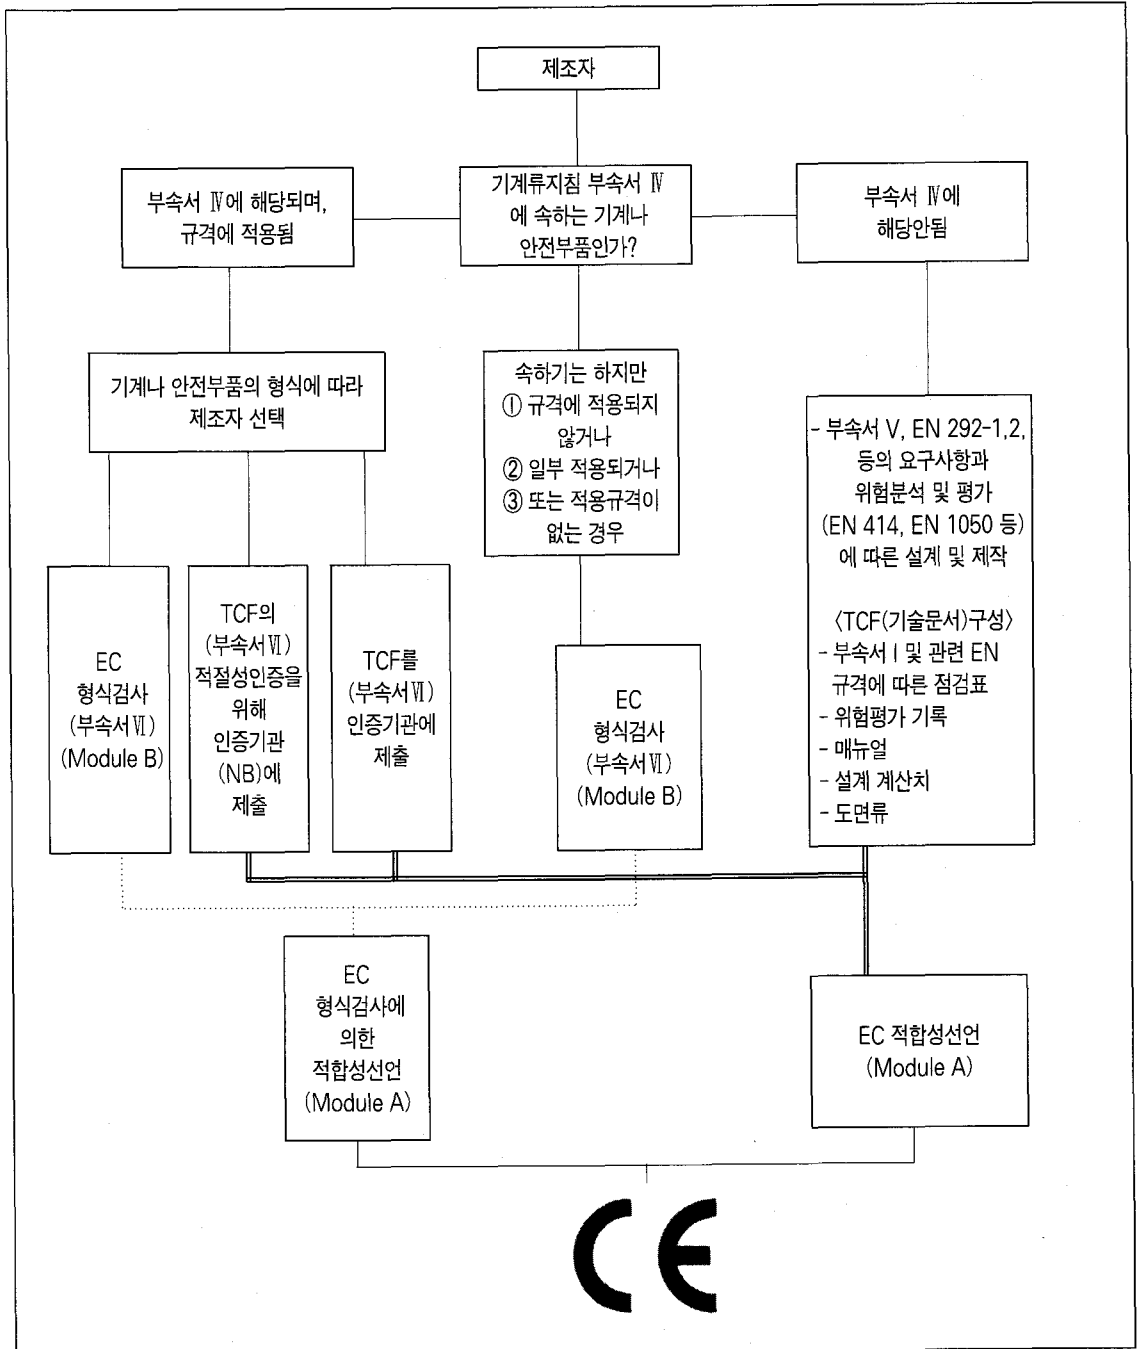 제조자
부속서 Ⅳ에 해당되며,
규격에 적용됨
기계류지침 부속서 Ⅳ
에 속하는 기계나
안전부품인가?
부속서 Ⅳ에
해당안됨
기계나 안전부품의 형식에 따라
제조자 선택
속하기는 하지만
① 규격에 적용되지
않거나
② 일부 적용되거나
③ 또는 적용규격이
없는 경우
- 부속서 V, EN 292-1,2,
등의 요구사항과
위험분석 및 평가
(EN 414, EN 1050 등)
에 따른 설계 및 제작
〈TCF(기술문서)구성〉
- 부속서 I 및 관련 EN
규격에 따른 점검표
- 위험평가 기록
- 매뉴얼
- 설계 계산치
- 도면류
EC
형식검사
(부속서Ⅵ)
(Module B)
TCF의
(부속서Ⅵ)
적절성인증을
위해
인증기관
(NB)에
제출
TCF를
(부속서Ⅵ)
인증기관에
제출
EC
형식검사
(부속서Ⅵ)
(Module B)
EC
형식검사에
의한
적합성선언
(Module A)
EC 적합성선언
(Module A)
CE